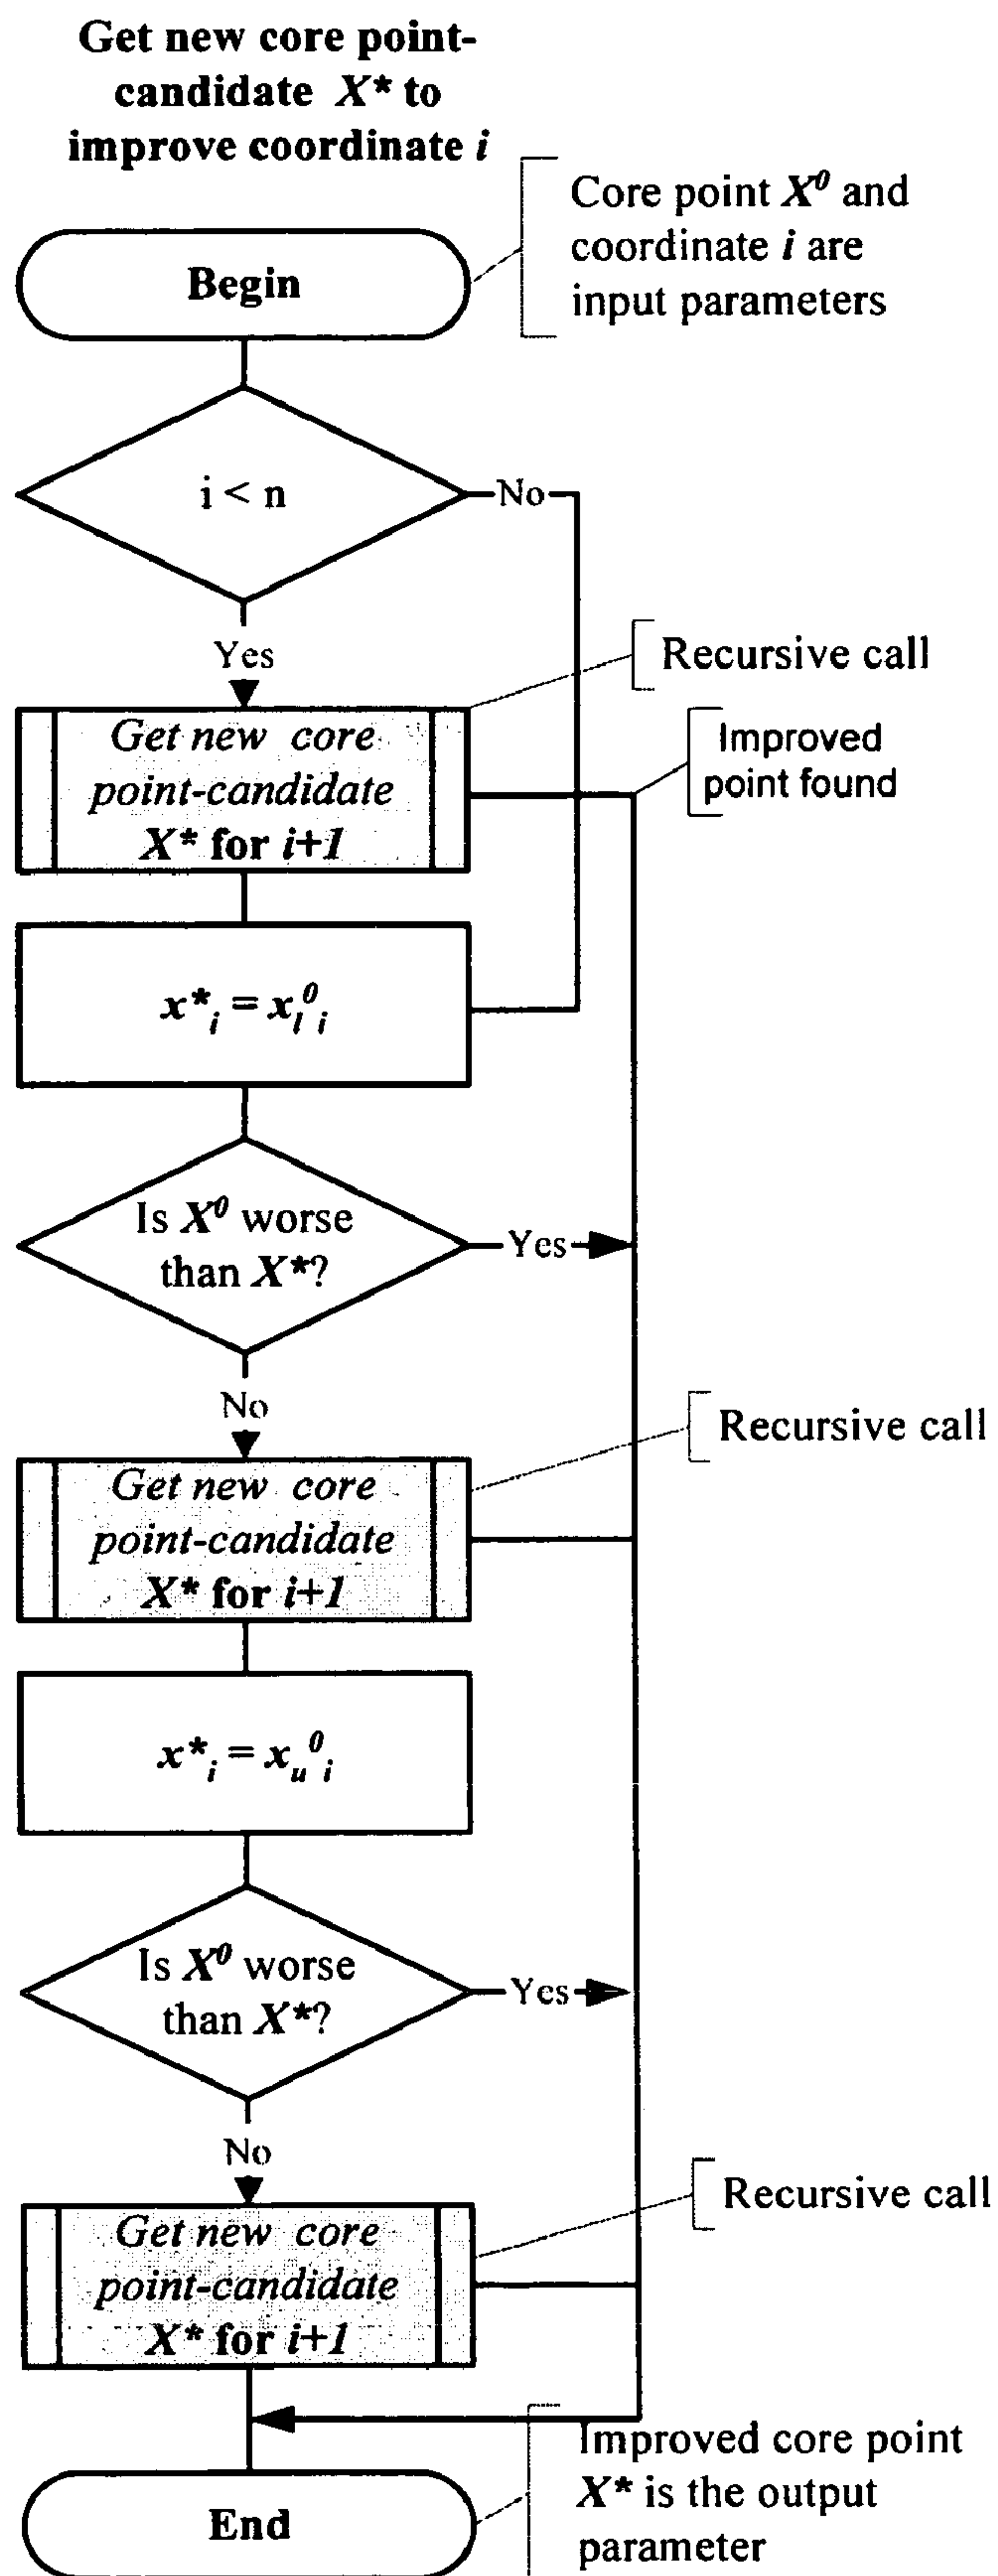 Get new core point-
candidate X* to
improve coordinate i
Core point X⁰ and
coordinate i are
input parameters
Begin
i < n
No
Yes
Recursive call
Get new core
point-candidate
X* for i+1
Improved
point found
x*ᵢ = xₗ⁰ᵢ
Is X⁰ worse
than X*?
Yes
No
Recursive call
Get new core
point-candidate
X* for i+1
x*ᵢ = xᵤ⁰ᵢ
Is X⁰ worse
than X*?
Yes
No
Recursive call
Get new core
point-candidate
X* for i+1
Improved core point
X* is the output
parameter
End